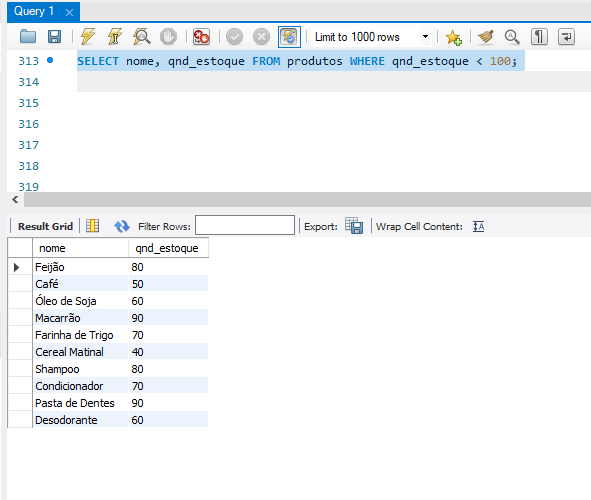 Query 1
Limit to 1000 rows
313 SELECT nome, qnd_estoque FROM produtos WHERE qnd_estoque < 100;
314
315
316
317
318
319
Result Grid Filter Rows: Export: Wrap Cell Content:
nome qnd_estoque
Feijão 80
Café 50
Óleo de Soja 60
Macarrão 90
Farinha de Trigo 70
Cereal Matinal 40
Shampoo 80
Condicionador 70
Pasta de Dentes 90
Desodorante 60